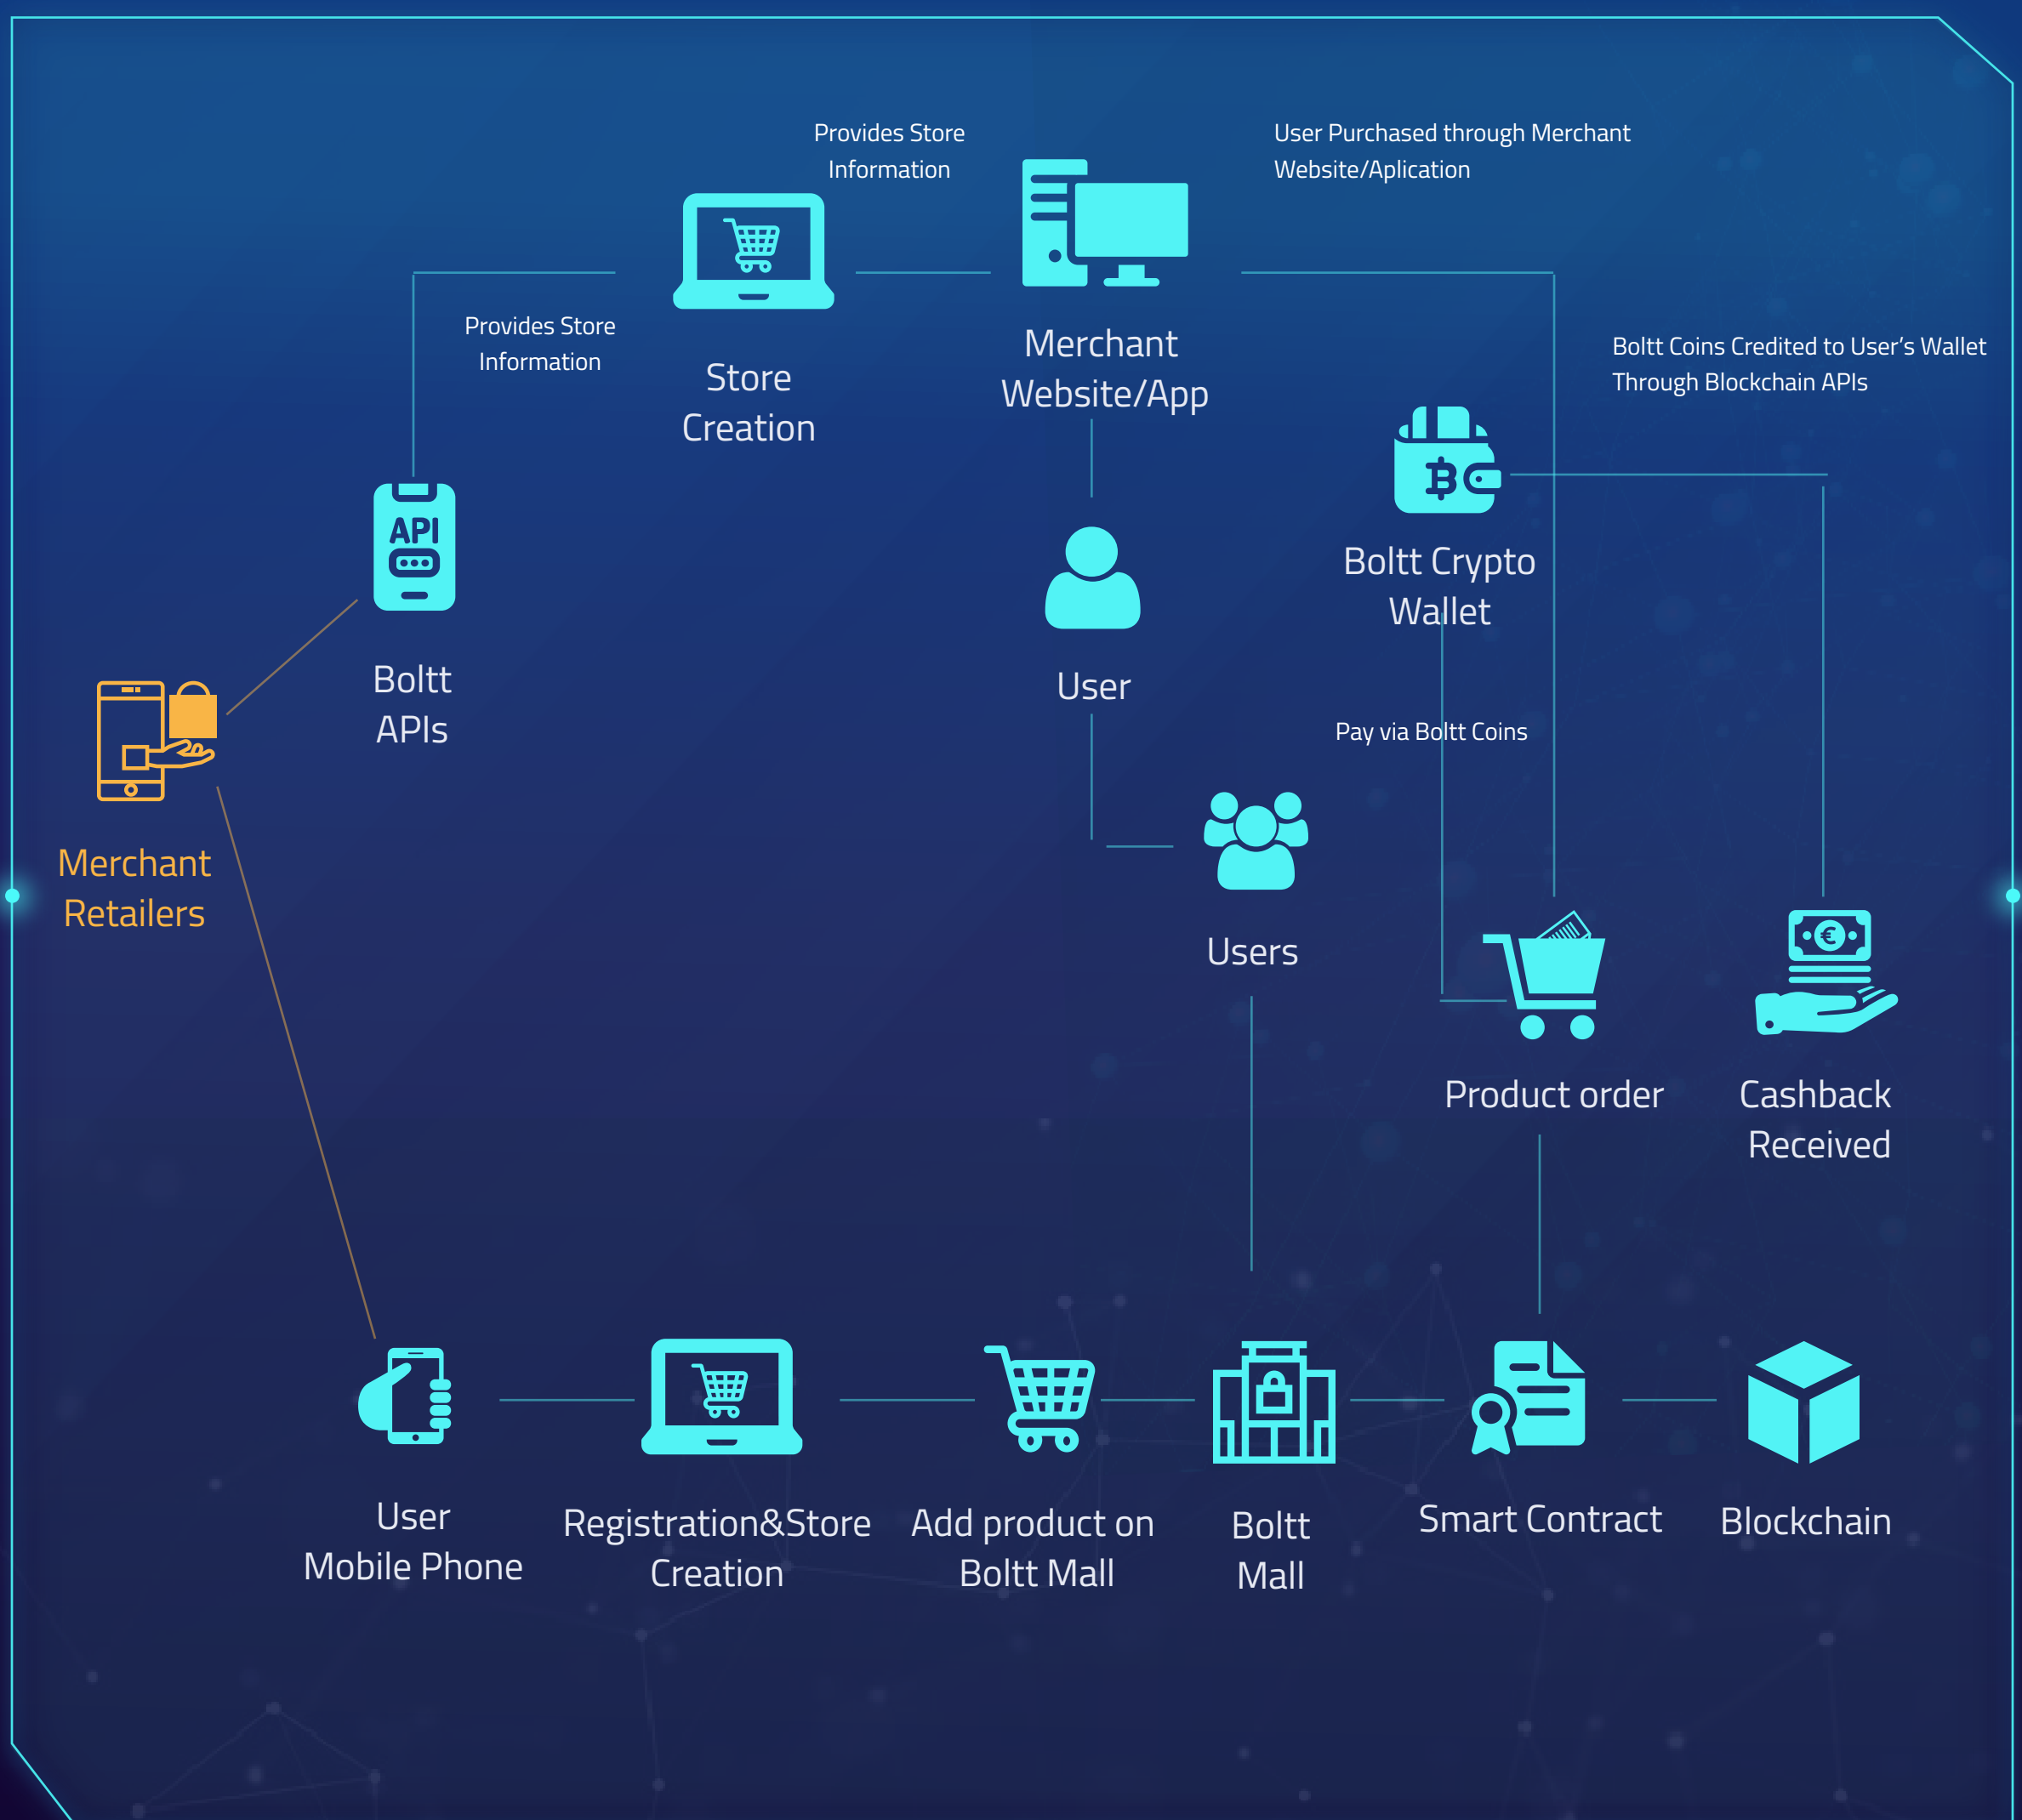 Provides Store
Information
User Purchased through Merchant
Website/Aplication
Provides Store
Information
Store
Creation
Merchant
Website/App
Boltt Coins Credited to User’s Wallet
Through Blockchain APIs
API
Boltt Crypto
Wallet
Boltt
APIs
User
Pay via Boltt Coins
Merchant
Retailers
Users
€
Product order
Cashback
Received
User
Mobile Phone
Registration&Store
Creation
Add product on
Boltt Mall
Boltt
Mall
Smart Contract
Blockchain